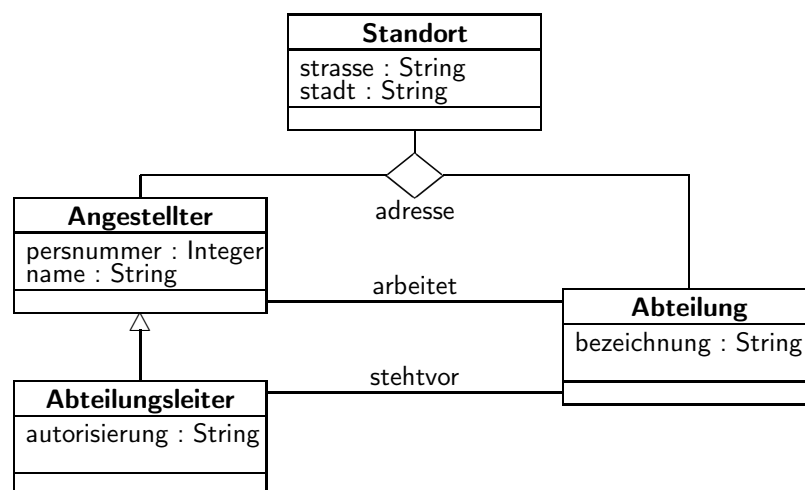 Standort
strasse : String
stadt : String
adresse
Angestellter
persnummer : Integer
name : String
arbeitet
Abteilung
bezeichnung : String
stehtvor
Abteilungsleiter
autorisierung : String